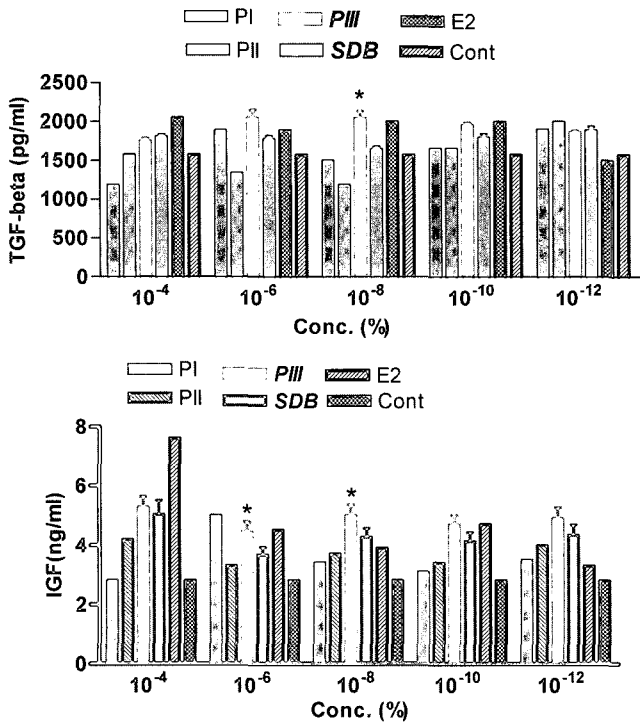 PI PIII E2
PII SDB Cont
TGF-beta (pg/ml)
2500
2000
1500
1000
500
0
*
10-4 10-6 10-8 10-10 10-12
Conc. (%)
PI PIII E2
PII SDB Cont
IGF(ng/ml)
8
6
4
2
0
* *
10-4 10-6 10-8 10-10 10-12
Conc. (%)